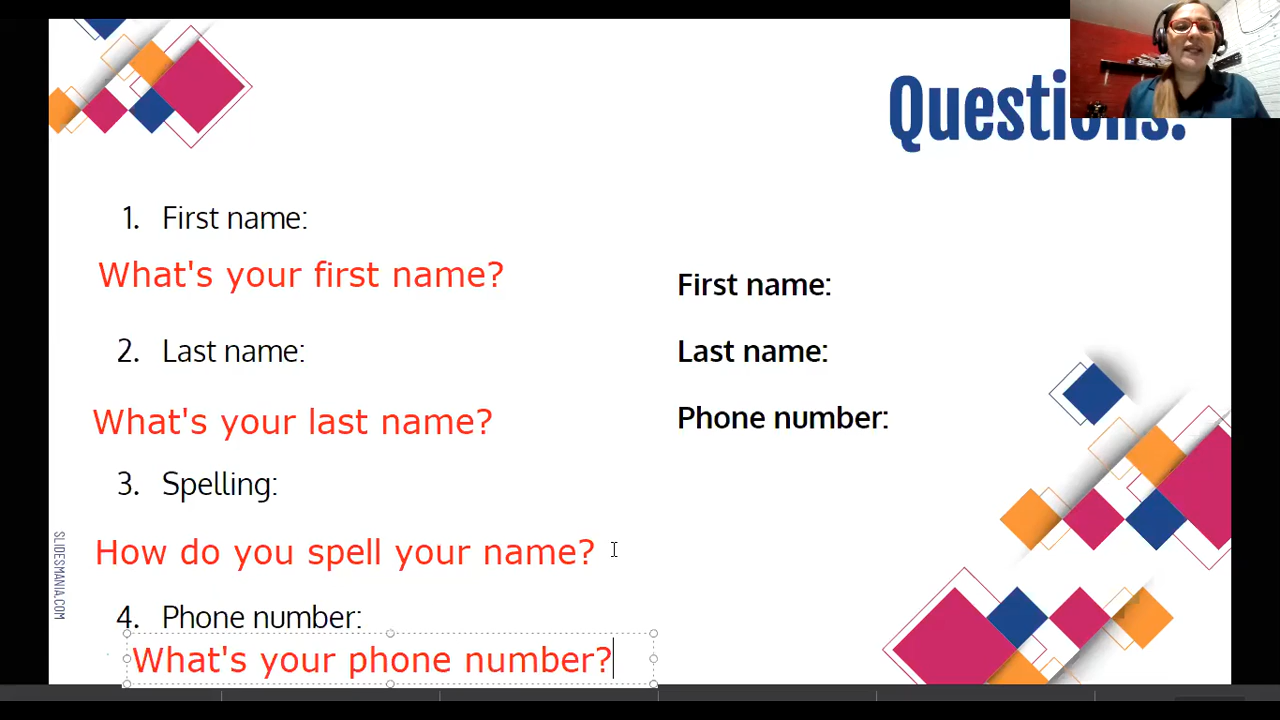 Questions:
1. First name:
What's your first name?
2. Last name:
What's your last name?
3. Spelling:
How do you spell your name?
4. Phone number:
What's your phone number?
First name:
Last name:
Phone number:
SLIDESMANIA.COM